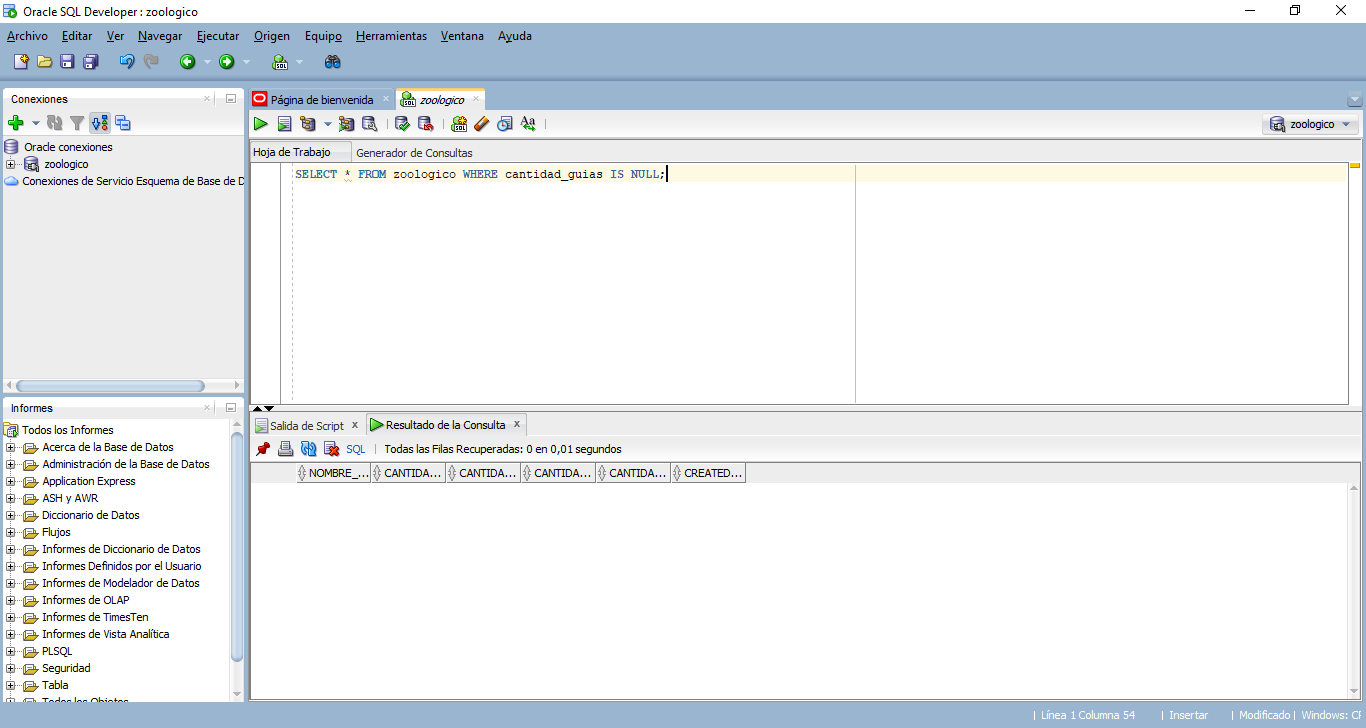 Oracle SQL Developer : zoologico
Archivo Editar Ver Navegar Ejecutar Origen Equipo Herramientas Ventana Ayuda
Conexiones
Oracle conexiones
zoologico
Conexiones de Servicio Esquema de Base de D
Informes
Todos los Informes
Acerca de la Base de Datos
Administración de la Base de Datos
Application Express
ASH y AWR
Diccionario de Datos
Flujos
Informes de Diccionario de Datos
Informes Definidos por el Usuario
Informes de Modelador de Datos
Informes de OLAP
Informes de TimesTen
Informes de Vista Analítica
PLSQL
Seguridad
Tabla
Todos los Objetos
Página de bienvenida zoologico
zoologico
Hoja de Trabajo Generador de Consultas
SELECT * FROM zoologico WHERE cantidad_guias IS NULL;
Salida de Script x Resultado de la Consulta x
SQL | Todas las Filas Recuperadas: 0 en 0,01 segundos
NOMBRE_... CANTIDA... CANTIDA... CANTIDA... CANTIDA... CREATED...
| Línea 1 Columna 54 | Insertar | Modificado | Windows: CR